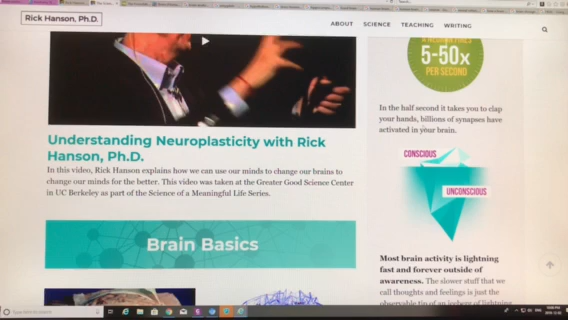 Rick Hanson, Ph.D.
ABOUT SCIENCE TEACHING WRITING
Understanding Neuroplasticity with Rick
Hanson, Ph.D.
In this video, Rick Hanson explains how we can use our minds to change our brains to
change our minds for the better. This video was taken at the Greater Good Science Center
in UC Berkeley as part of the Science of a Meaningful Life Series.
Brain Basics
5-50x
PER SECOND
In the half second it takes you to clap
your hands, billions of synapses have
activated in your brain.
CONSCIOUS
UNCONSCIOUS
Most brain activity is lightning
fast and forever outside of
awareness. The slower stuff that we
call thoughts and feelings is just the
observable tip of an iceberg of lightning